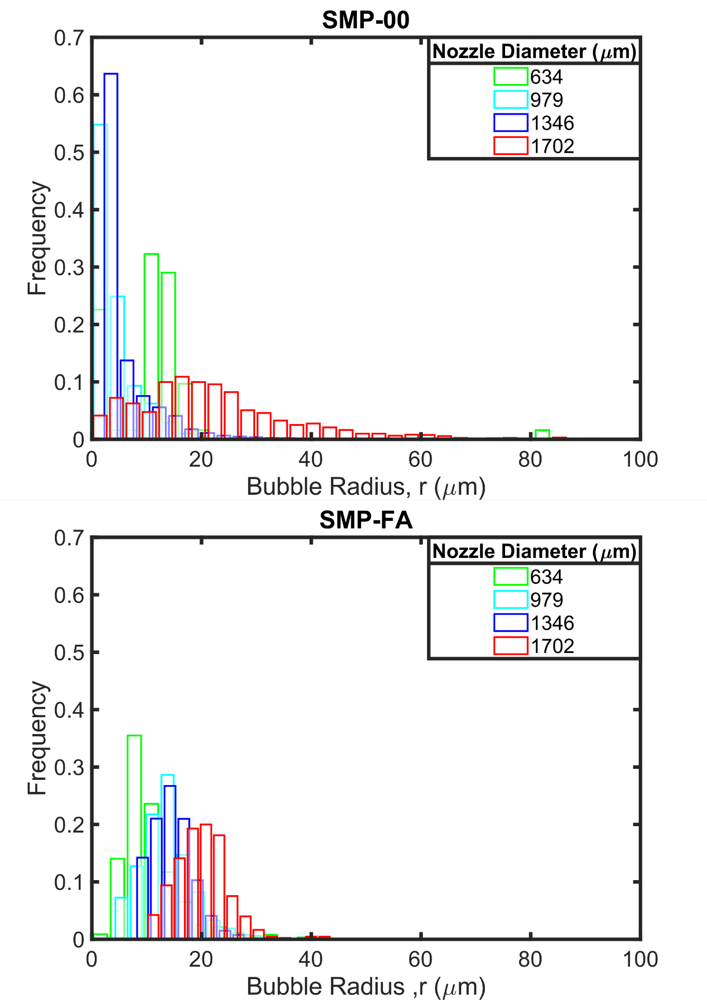 SMP-00
0.7
0.6
0.5
0.4
0.3
0.2
0.1
0
Frequency
Nozzle Diameter (μm)
634
979
1346
1702
0 20 40 60 80 100
Bubble Radius, r (μm)
SMP-FA
0.7
0.6
0.5
0.4
0.3
0.2
0.1
0
Frequency
Nozzle Diameter (μm)
634
979
1346
1702
0 20 40 60 80 100
Bubble Radius ,r (μm)